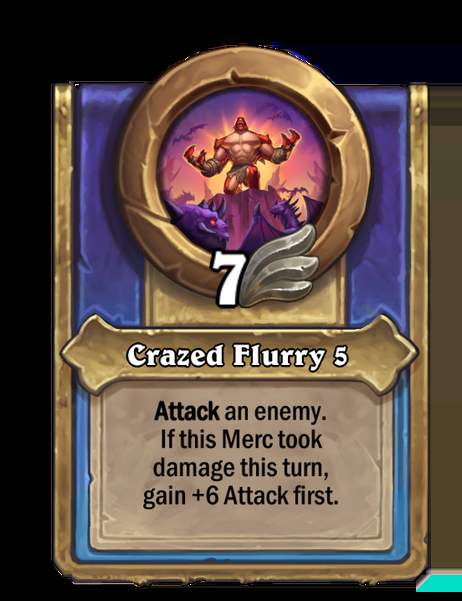 7
Crazed Flurry 5
Attack an enemy.
If this Merc took
damage this turn,
gain +6 Attack first.